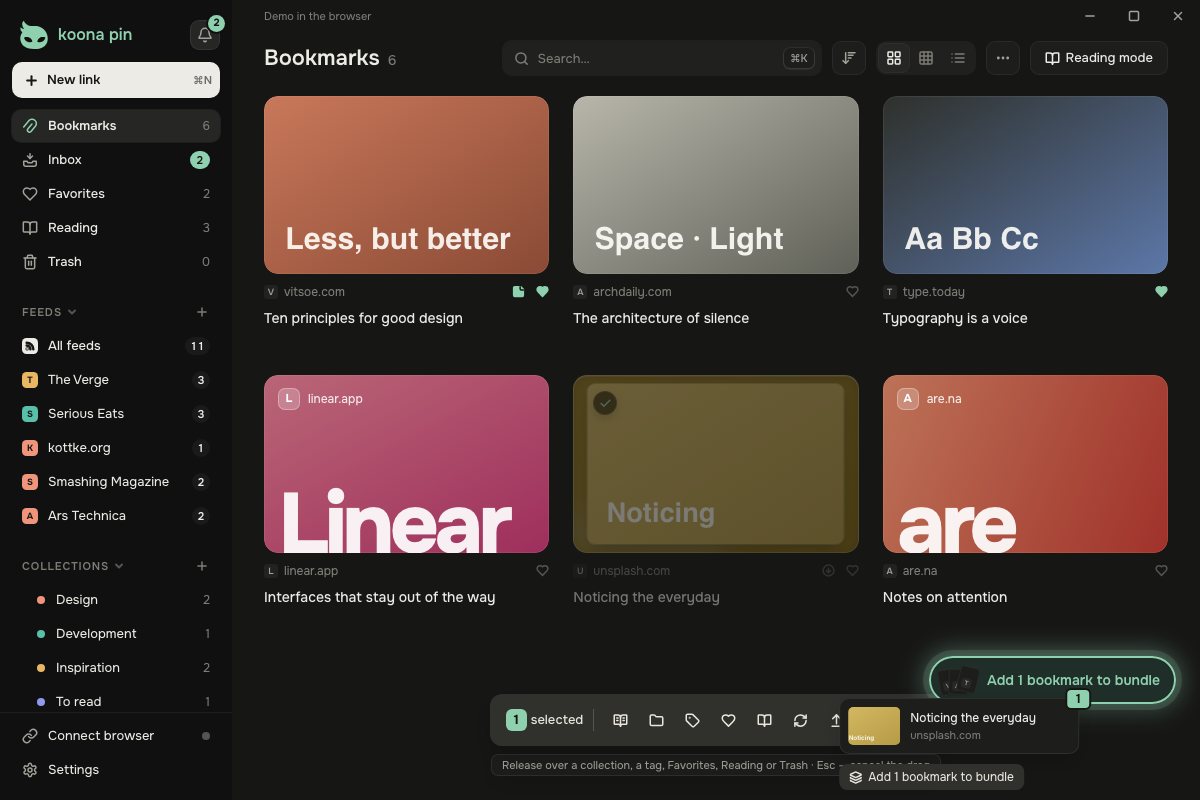 Demo in the browser
koona pin
2
New link ⌘N
Bookmarks 6
Inbox 2
Favorites 2
Reading 3
Trash 0
FEEDS
All feeds 11
T The Verge 3
S Serious Eats 3
K kottke.org 1
S Smashing Magazine 2
A Ars Technica 2
COLLECTIONS
Design 2
Development 1
Inspiration 2
To read 1
Connect browser
Settings
Bookmarks 6
Search... ⌘K
Reading mode
Less, but better
V vitsoe.com
Ten principles for good design
Space · Light
A archdaily.com
The architecture of silence
Aa Bb Cc
T type.today
Typography is a voice
L linear.app
Linear
L linear.app
Interfaces that stay out of the way
Noticing
U unsplash.com
Noticing the everyday
A are.na
are
A are.na
Notes on attention
Add 1 bookmark to bundle
1
1 selected
Noticing
Noticing the everyday
unsplash.com
Release over a collection, a tag, Favorites, Reading or Trash · Esc
Add 1 bookmark to bundle